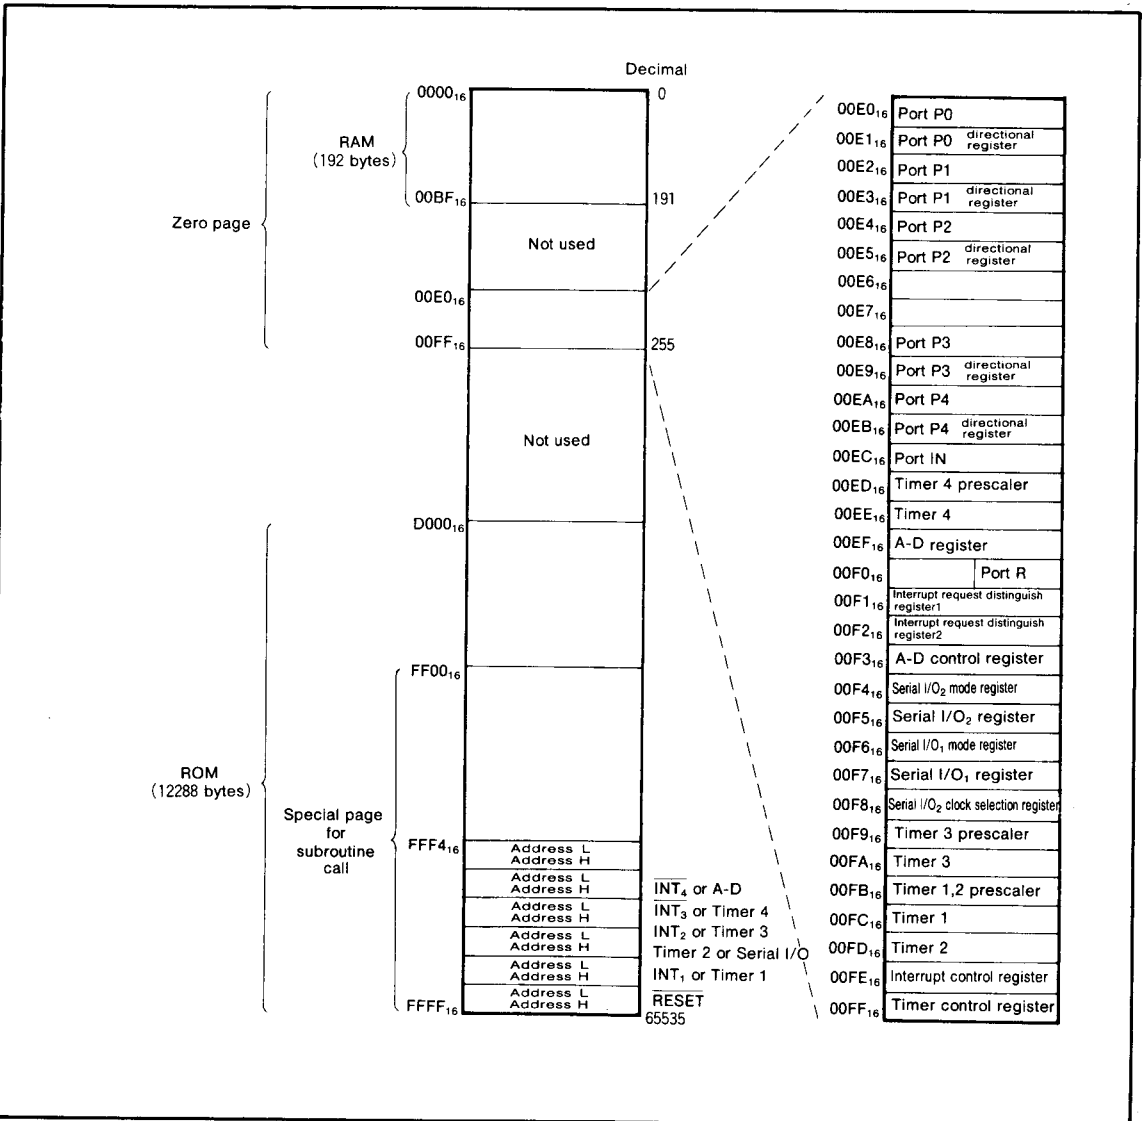 Decimal
0000₁₆
0
RAM
(192 bytes)
00BF₁₆
191
Zero page
Not used
00E0₁₆
00FF₁₆
255
Not used
D000₁₆
FF00₁₆
ROM
(12288 bytes)
Special page
for
subroutine
call
FFF4₁₆
Address L
Address H
Address L
Address H
I̅N̅T̅₄̅ or A-D
Address L
Address H
I̅N̅T̅₃̅ or Timer 4
Address L
Address H
INT₂ or Timer 3
Timer 2 or Serial I/O
Address L
Address H
INT₁ or Timer 1
Address L
Address H
R̅E̅S̅E̅T̅
FFFF₁₆
65535
00E0₁₆ Port P0
00E1₁₆ Port P0 directional register
00E2₁₆ Port P1
00E3₁₆ Port P1 directional register
00E4₁₆ Port P2
00E5₁₆ Port P2 directional register
00E6₁₆
00E7₁₆
00E8₁₆ Port P3
00E9₁₆ Port P3 directional register
00EA₁₆ Port P4
00EB₁₆ Port P4 directional register
00EC₁₆ Port IN
00ED₁₆ Timer 4 prescaler
00EE₁₆ Timer 4
00EF₁₆ A-D register
00F0₁₆ Port R
00F1₁₆ Interrupt request distinguish
register1
00F2₁₆ Interrupt request distinguish
register2
00F3₁₆ A-D control register
00F4₁₆ Serial I/O₂ mode register
00F5₁₆ Serial I/O₂ register
00F6₁₆ Serial I/O₁ mode register
00F7₁₆ Serial I/O₁ register
00F8₁₆ Serial I/O₂ clock selection register
00F9₁₆ Timer 3 prescaler
00FA₁₆ Timer 3
00FB₁₆ Timer 1,2 prescaler
00FC₁₆ Timer 1
00FD₁₆ Timer 2
00FE₁₆ Interrupt control register
00FF₁₆ Timer control register